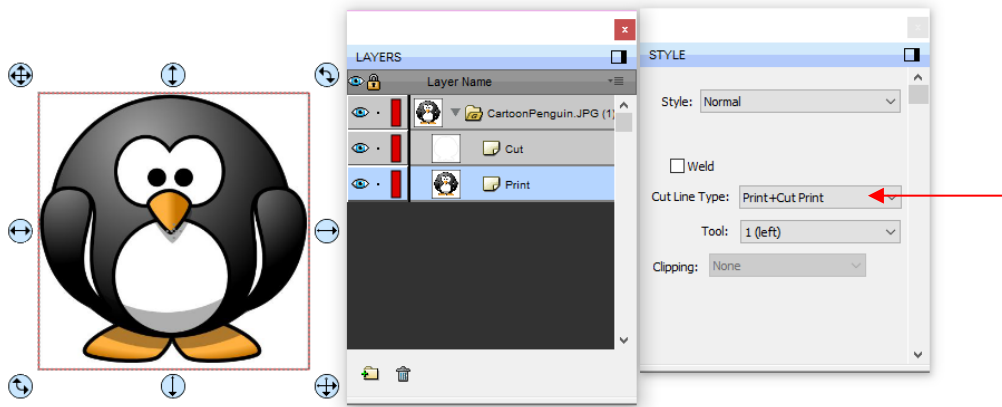 x
LAYERS
Layer Name
CartoonPenguin.JPG (1)
Cut
Print
STYLE
Style: Normal
Weld
Cut Line Type: Print+Cut Print
Tool: 1 (left)
Clipping: None